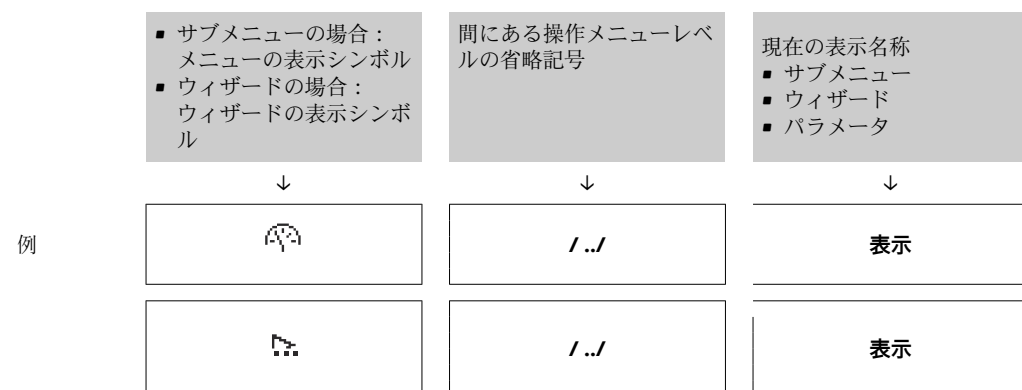 ▪ サブメニューの場合：
メニューの表示シンボル
▪ ウィザードの場合：
ウィザードの表示シンボ
ル
間にある操作メニューレベ
ルの省略記号
現在の表示名称
▪ サブメニュー
▪ ウィザード
▪ パラメータ
↓ ↓ ↓
例
/ ../
表示
/ ../
表示